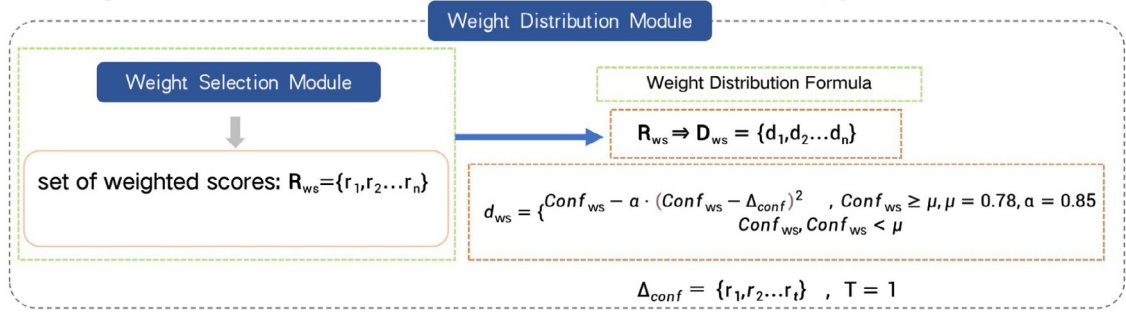 Weight Distribution Module
Weight Selection Module
set of weighted scores: R_ws={r_1,r_2...r_n}
Weight Distribution Formula
R_ws ⇒ D_ws = {d_1,d_2...d_n}
d_ws = { Conf_ws − α · (Conf_ws − Δ_conf)^2 , Conf_ws ≥ μ, μ = 0.78, α = 0.85
Conf_ws, Conf_ws < μ
Δ_conf = {r_1,r_2...r_t} , T = 1